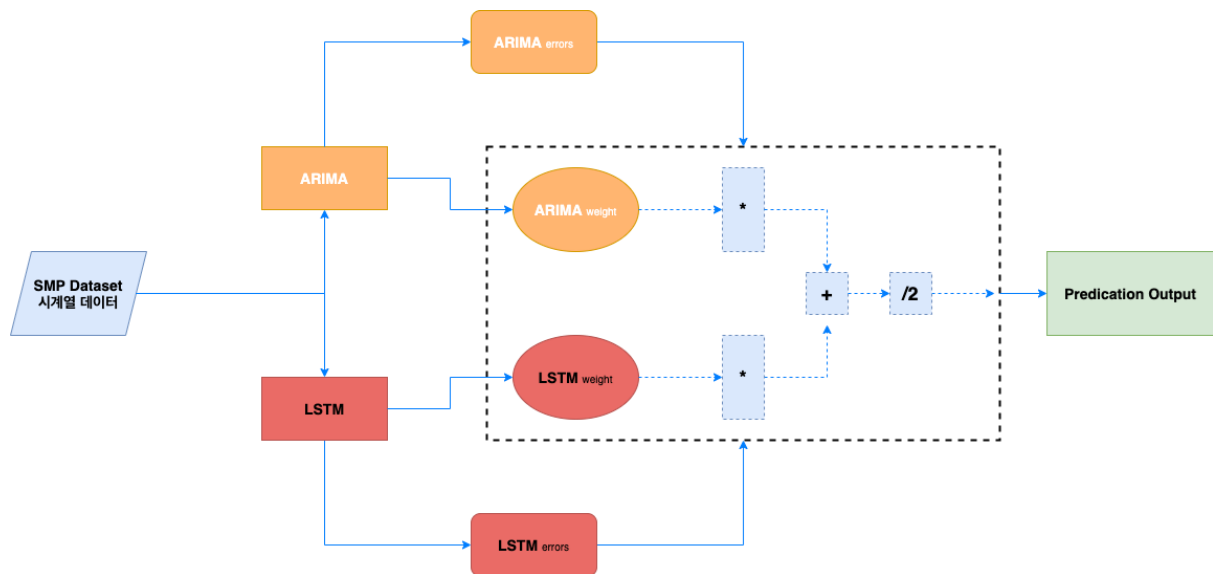 ARIMA errors
ARIMA
ARIMA weight
*
SMP Dataset
시계열 데이터
+
/2
Predication Output
LSTM weight
*
LSTM
LSTM errors